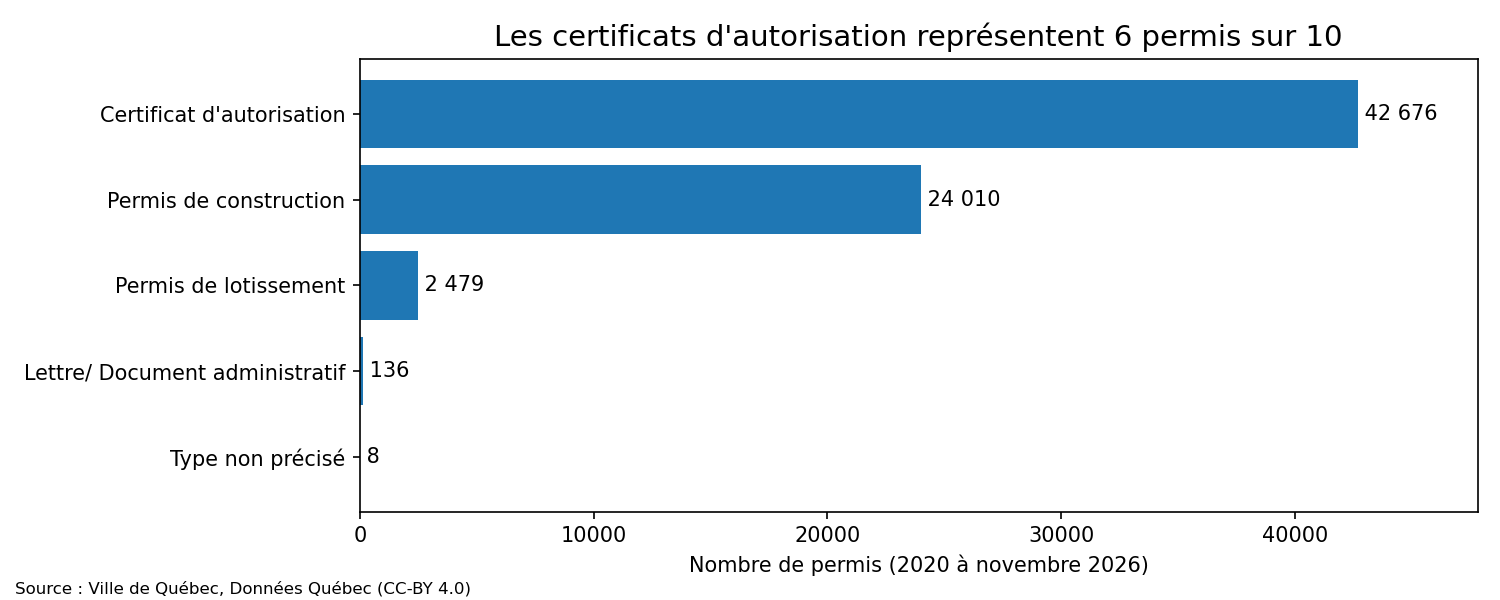 Les certificats d'autorisation représentent 6 permis sur 10
Certificat d'autorisation
42 676
Permis de construction
24 010
Permis de lotissement
2 479
Lettre/ Document administratif
136
Type non précisé
8
0 10000 20000 30000 40000
Nombre de permis (2020 à novembre 2026)
Source : Ville de Québec, Données Québec (CC-BY 4.0)